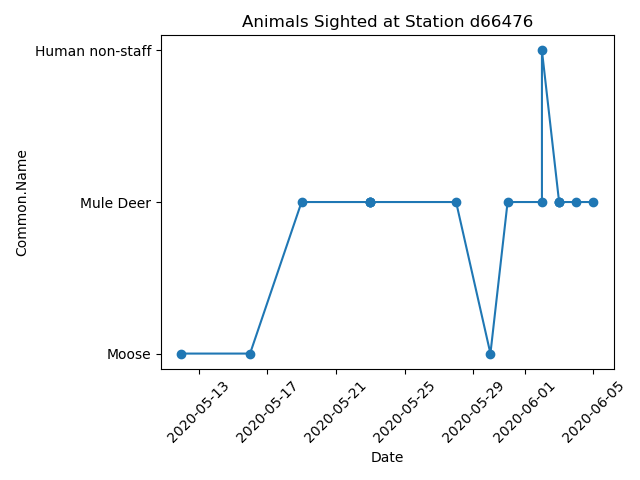 Animals Sighted at Station d66476
Human non-staff
Mule Deer
Moose
Common.Name
2020-05-13
2020-05-17
2020-05-21
2020-05-25
2020-05-29
2020-06-01
2020-06-05
Date